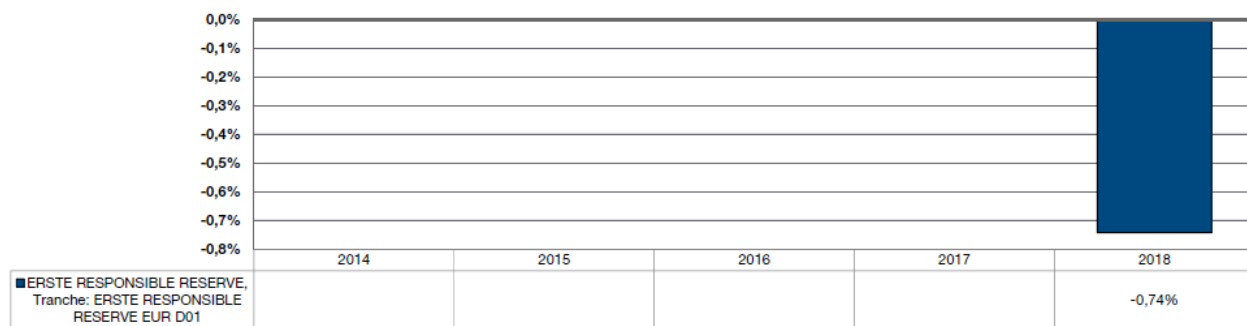 0,0%
-0,1%
-0,2%
-0,3%
-0,4%
-0,5%
-0,6%
-0,7%
-0,8%
2014 2015 2016 2017 2018
ERSTE RESPONSIBLE RESERVE,
Tranche: ERSTE RESPONSIBLE
RESERVE EUR D01
-0,74%